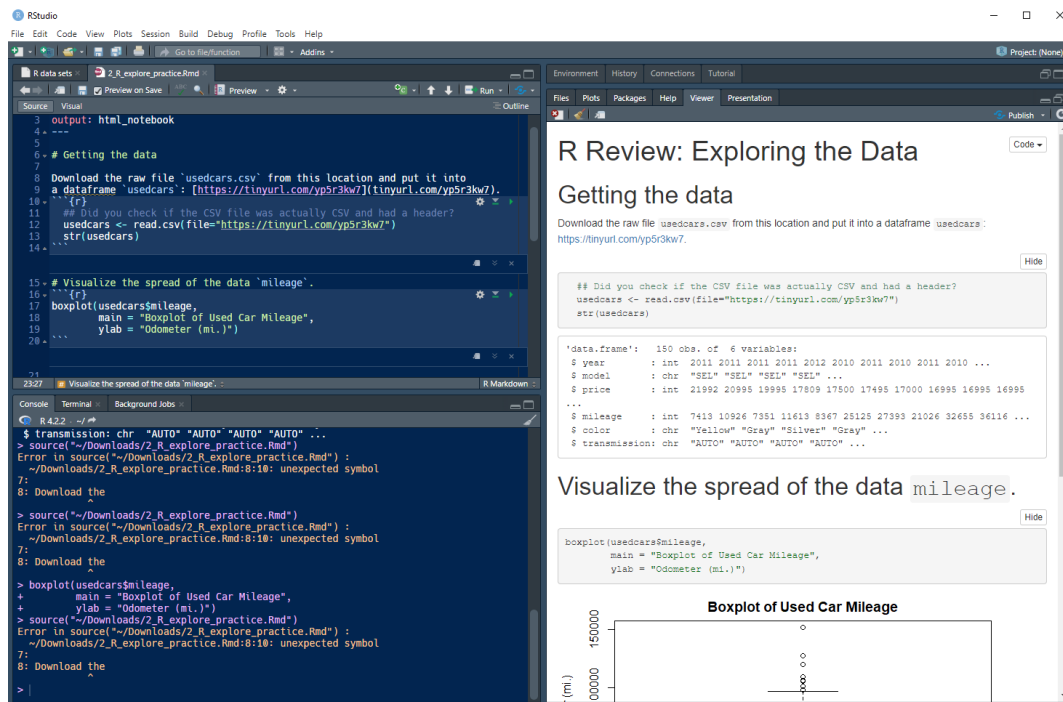 RStudio
File Edit Code View Plots Session Build Debug Profile Tools Help
Go to file/function Addins
Project: (None)
R data sets 2_R_explore_practice.Rmd
Preview on Save ABC Preview Run
Source Visual Outline
3 output: html_notebook
4 ---
5
6 # Getting the data
7
8 Download the raw file `usedcars.csv` from this location and put it into
9 a dataframe `usedcars`: [https://tinyurl.com/yp5r3kw7](tinyurl.com/yp5r3kw7).
10 ```{r}
11 ## Did you check if the CSV file was actually CSV and had a header?
12 usedcars <- read.csv(file="https://tinyurl.com/yp5r3kw7")
13 str(usedcars)
14 ```
15 # Visualize the spread of the data `mileage`.
16 ```{r}
17 boxplot(usedcars$mileage,
18 main = "Boxplot of Used Car Mileage",
19 ylab = "Odometer (mi.)")
20 ```
21
23:27 Visualize the spread of the data `mileage`. R Markdown
Console Terminal Background Jobs
R 4.2.2 · ~/
$ transmission: chr "AUTO" "AUTO" "AUTO" "AUTO" ...
> source("~/Downloads/2_R_explore_practice.Rmd")
Error in source("~/Downloads/2_R_explore_practice.Rmd") :
~/Downloads/2_R_explore_practice.Rmd:8:10: unexpected symbol
7:
8: Download the
^
> source("~/Downloads/2_R_explore_practice.Rmd")
Error in source("~/Downloads/2_R_explore_practice.Rmd") :
~/Downloads/2_R_explore_practice.Rmd:8:10: unexpected symbol
7:
8: Download the
^
> boxplot(usedcars$mileage,
+ main = "Boxplot of Used Car Mileage",
+ ylab = "Odometer (mi.)")
> source("~/Downloads/2_R_explore_practice.Rmd")
Error in source("~/Downloads/2_R_explore_practice.Rmd") :
~/Downloads/2_R_explore_practice.Rmd:8:10: unexpected symbol
7:
8: Download the
^
>
Environment History Connections Tutorial
Files Plots Packages Help Viewer Presentation
Publish
R Review: Exploring the Data
Code
Getting the data
Download the raw file usedcars.csv from this location and put it into a dataframe usedcars :
https://tinyurl.com/yp5r3kw7.
Hide
## Did you check if the CSV file was actually CSV and had a header?
usedcars <- read.csv(file="https://tinyurl.com/yp5r3kw7")
str(usedcars)
'data.frame': 150 obs. of 6 variables:
$ year : int 2011 2011 2011 2011 2012 2010 2011 2010 2011 2010 ...
$ model : chr "SEL" "SEL" "SEL" "SEL" ...
$ price : int 21992 20995 19995 17809 17500 17495 17000 16995 16995 16995
...
$ mileage : int 7413 10926 7351 11613 8367 25125 27393 21026 32655 36116 ...
$ color : chr "Yellow" "Gray" "Silver" "Gray" ...
$ transmission: chr "AUTO" "AUTO" "AUTO" "AUTO" ...
Visualize the spread of the data mileage.
Hide
boxplot(usedcars$mileage,
main = "Boxplot of Used Car Mileage",
ylab = "Odometer (mi.)")
Boxplot of Used Car Mileage
150000
00000
(mi.)